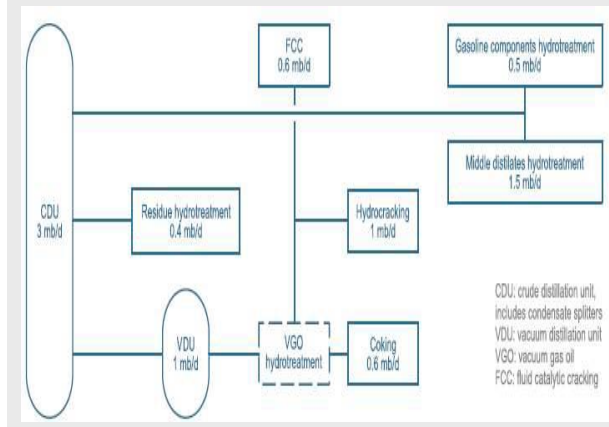 FCC
0.6 mb/d
Gasoline components hydrotreatment
0.5 mb/d
Middle distilates hydrotreatment
1.5 mb/d
CDU
3 mb/d
Residue hydrotreatment
0.4 mb/d
Hydrocracking
1 mb/d
VDU
1 mb/d
VGO
hydrotreatment
Coking
0.6 mb/d
CDU: crude distillation unit,
includes condensate splitters
VDU: vacuum distillation unit
VGO: vacuum gas oil
FCC: fluid catalytic cracking